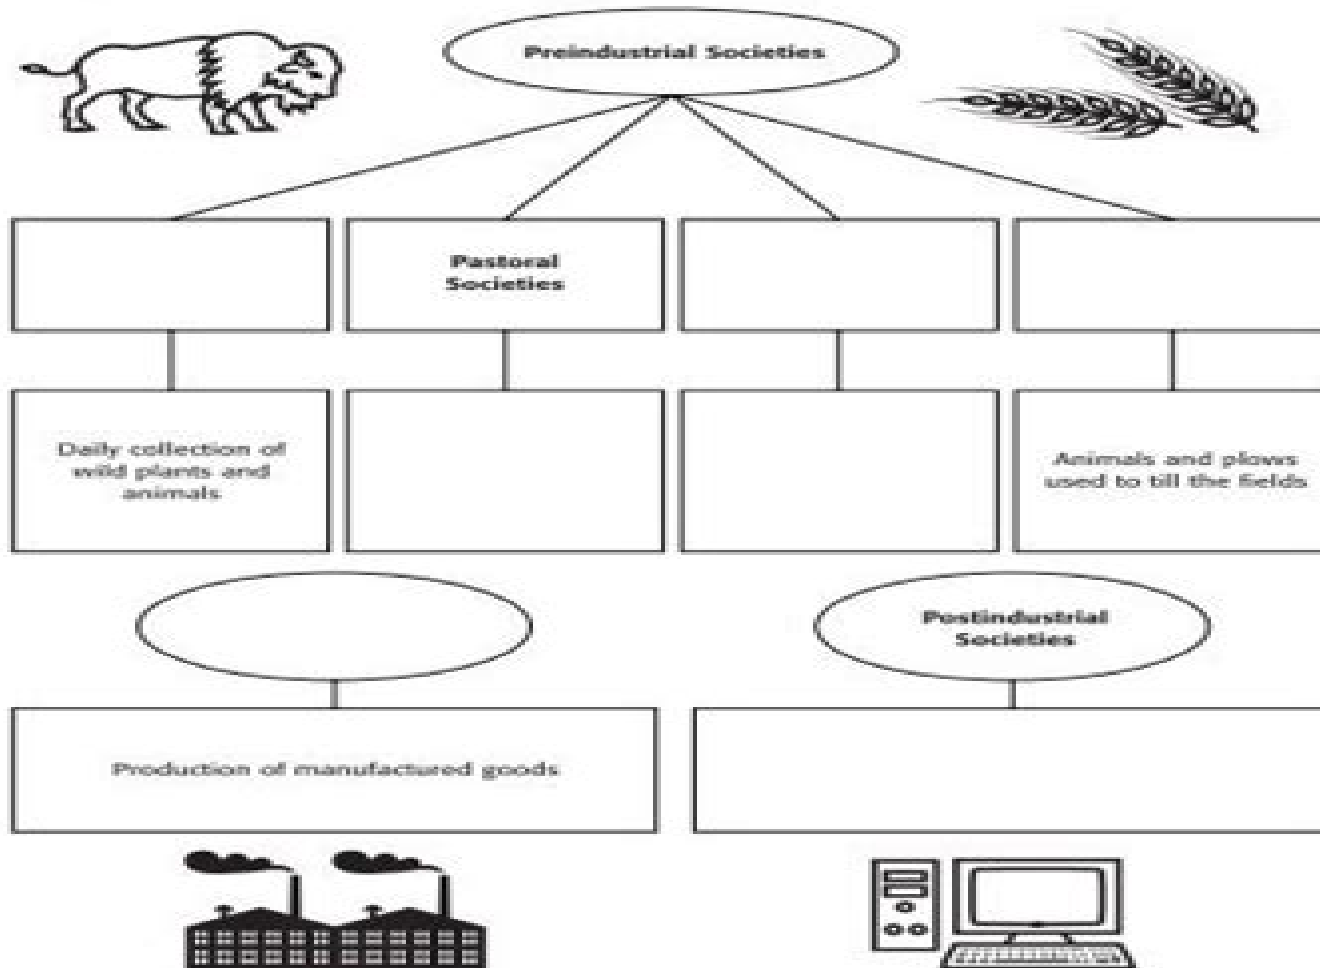 Preindustrial Societies
Pastoral
Societies
Daily collection of
wild plants and
animals
Animals and plows
used to till the fields
Postindustrial
Societies
Production of manufactured goods